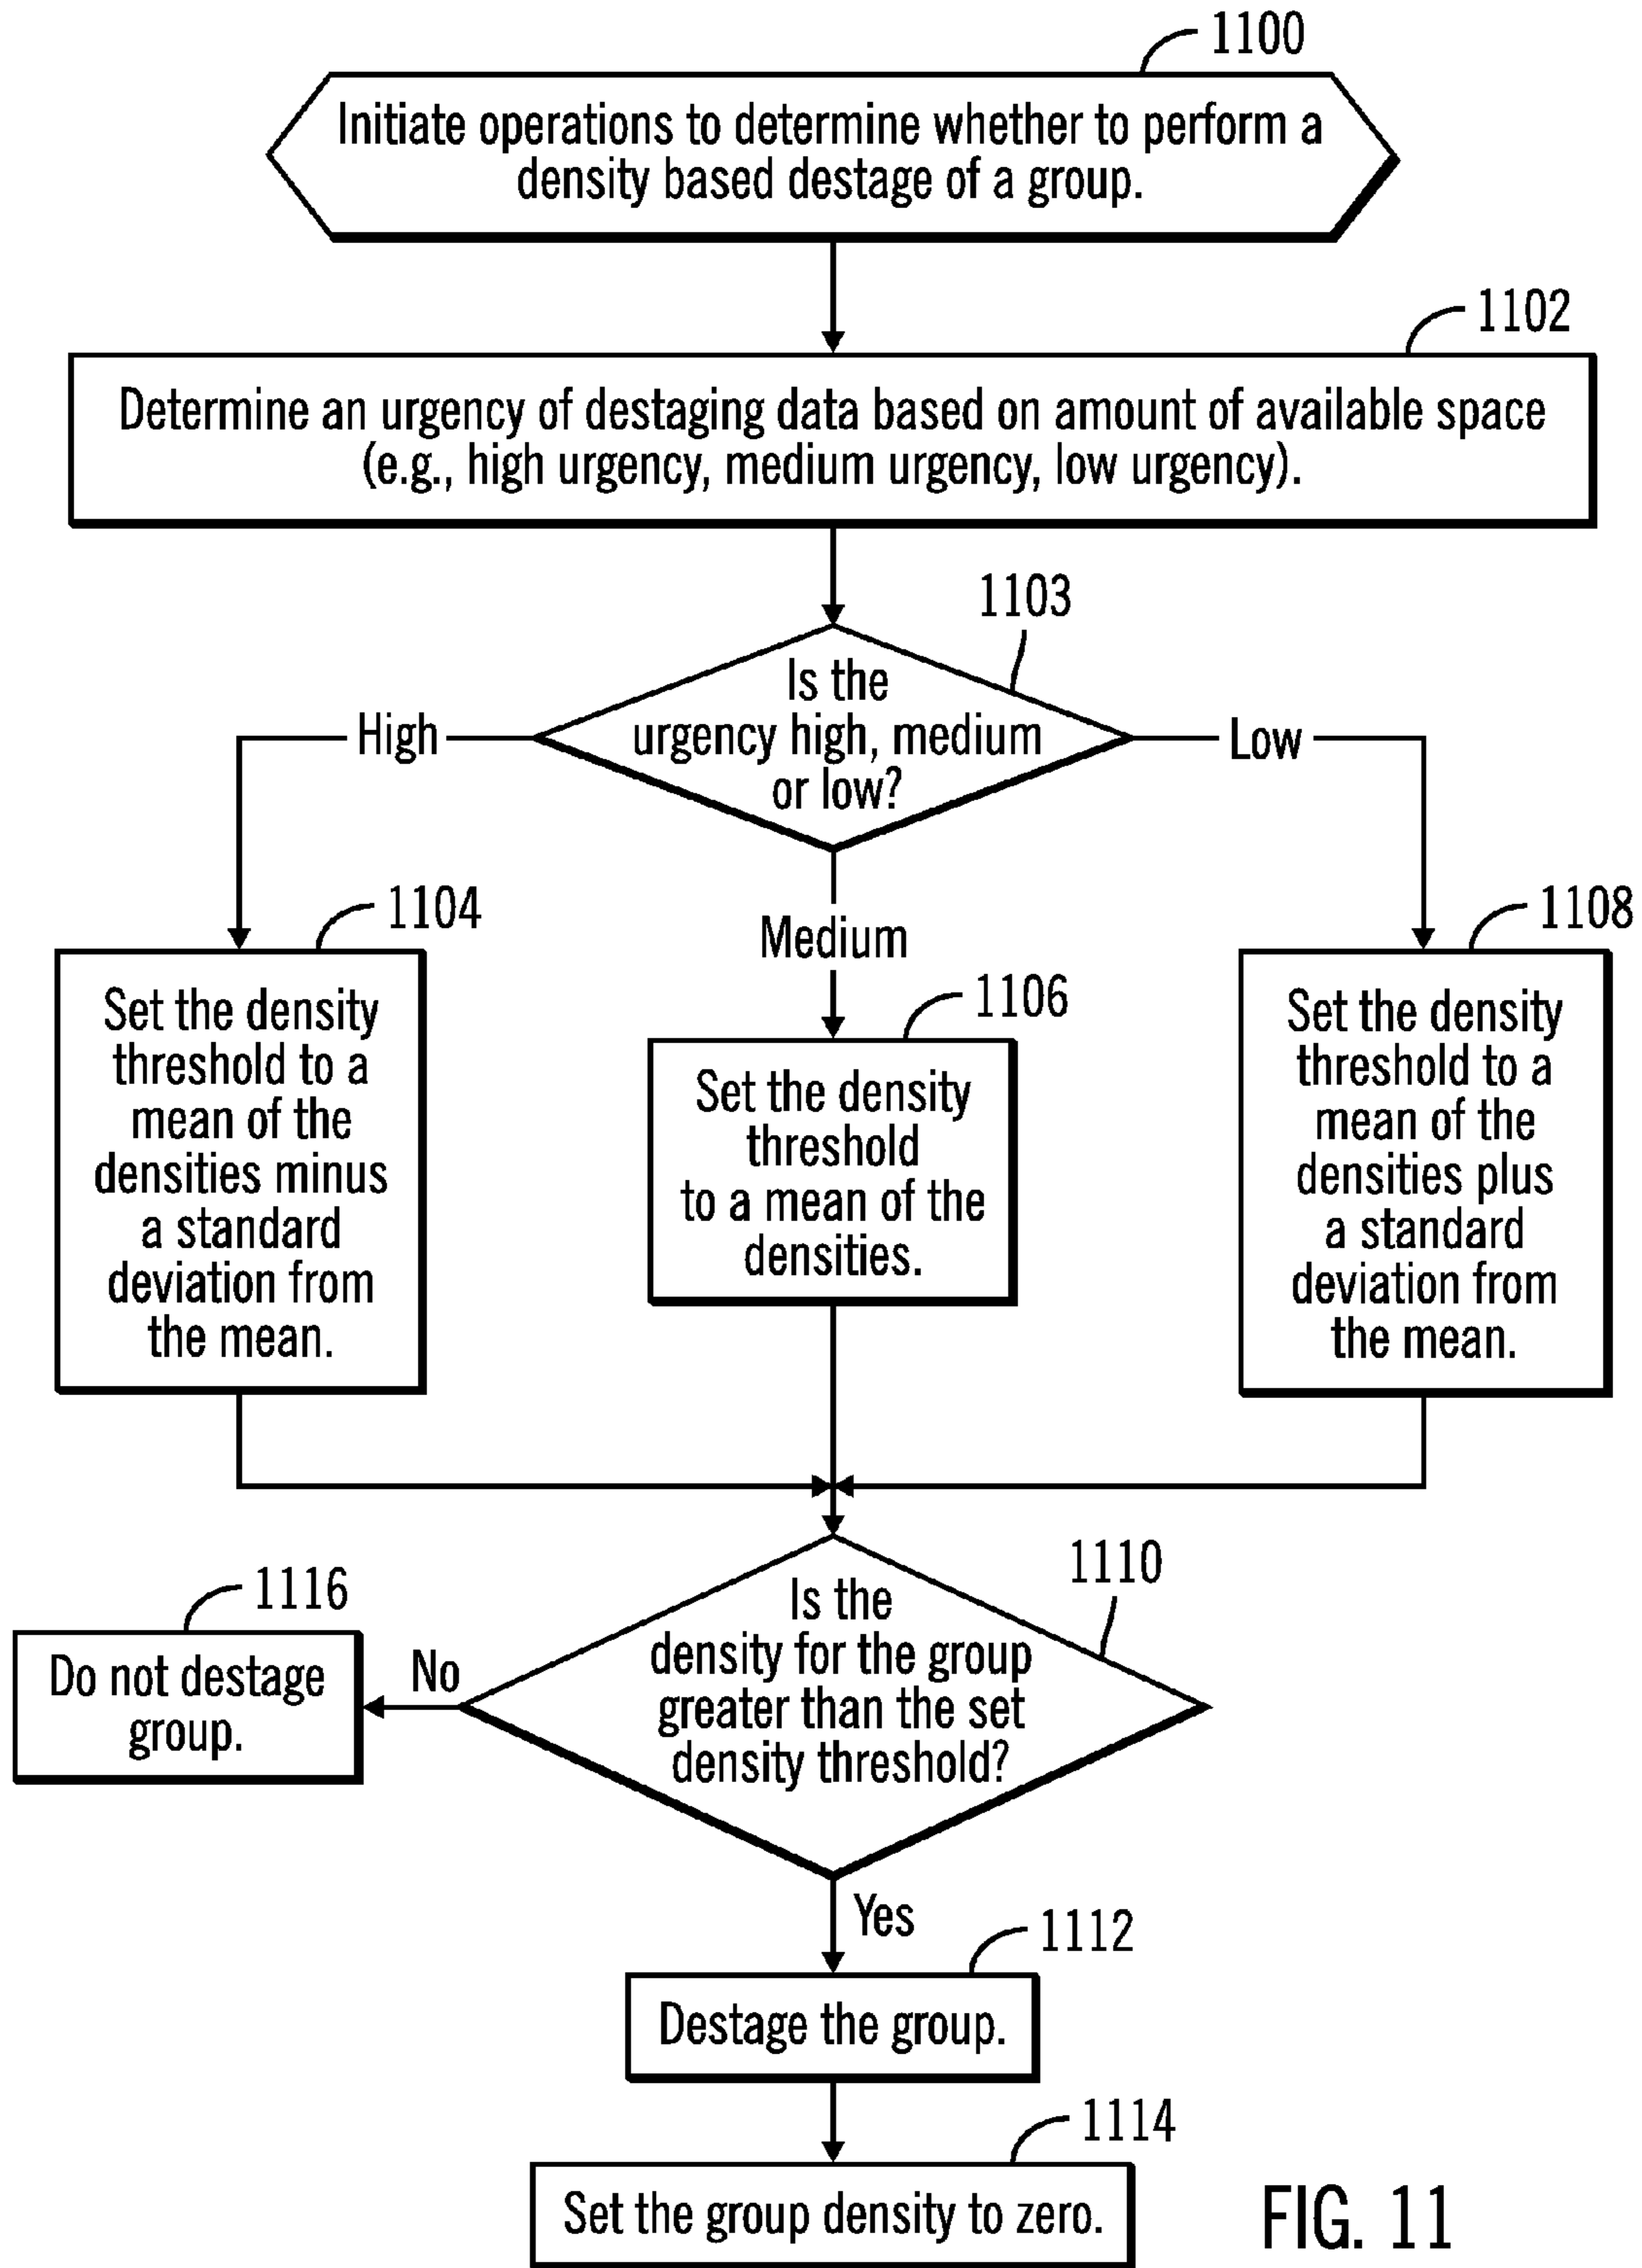 1100
Initiate operations to determine whether to perform a
density based destage of a group.
1102
Determine an urgency of destaging data based on amount of available space
(e.g., high urgency, medium urgency, low urgency).
1103
Is the
urgency high, medium
or low?
High
Low
Medium
1104
Set the density
threshold to a
mean of the
densities minus
a standard
deviation from
the mean.
1106
Set the density
threshold
to a mean of the
densities.
1108
Set the density
threshold to a
mean of the
densities plus
a standard
deviation from
the mean.
1110
Is the
density for the group
greater than the set
density threshold?
No
1116
Do not destage
group.
Yes
1112
Destage the group.
1114
Set the group density to zero.
FIG. 11